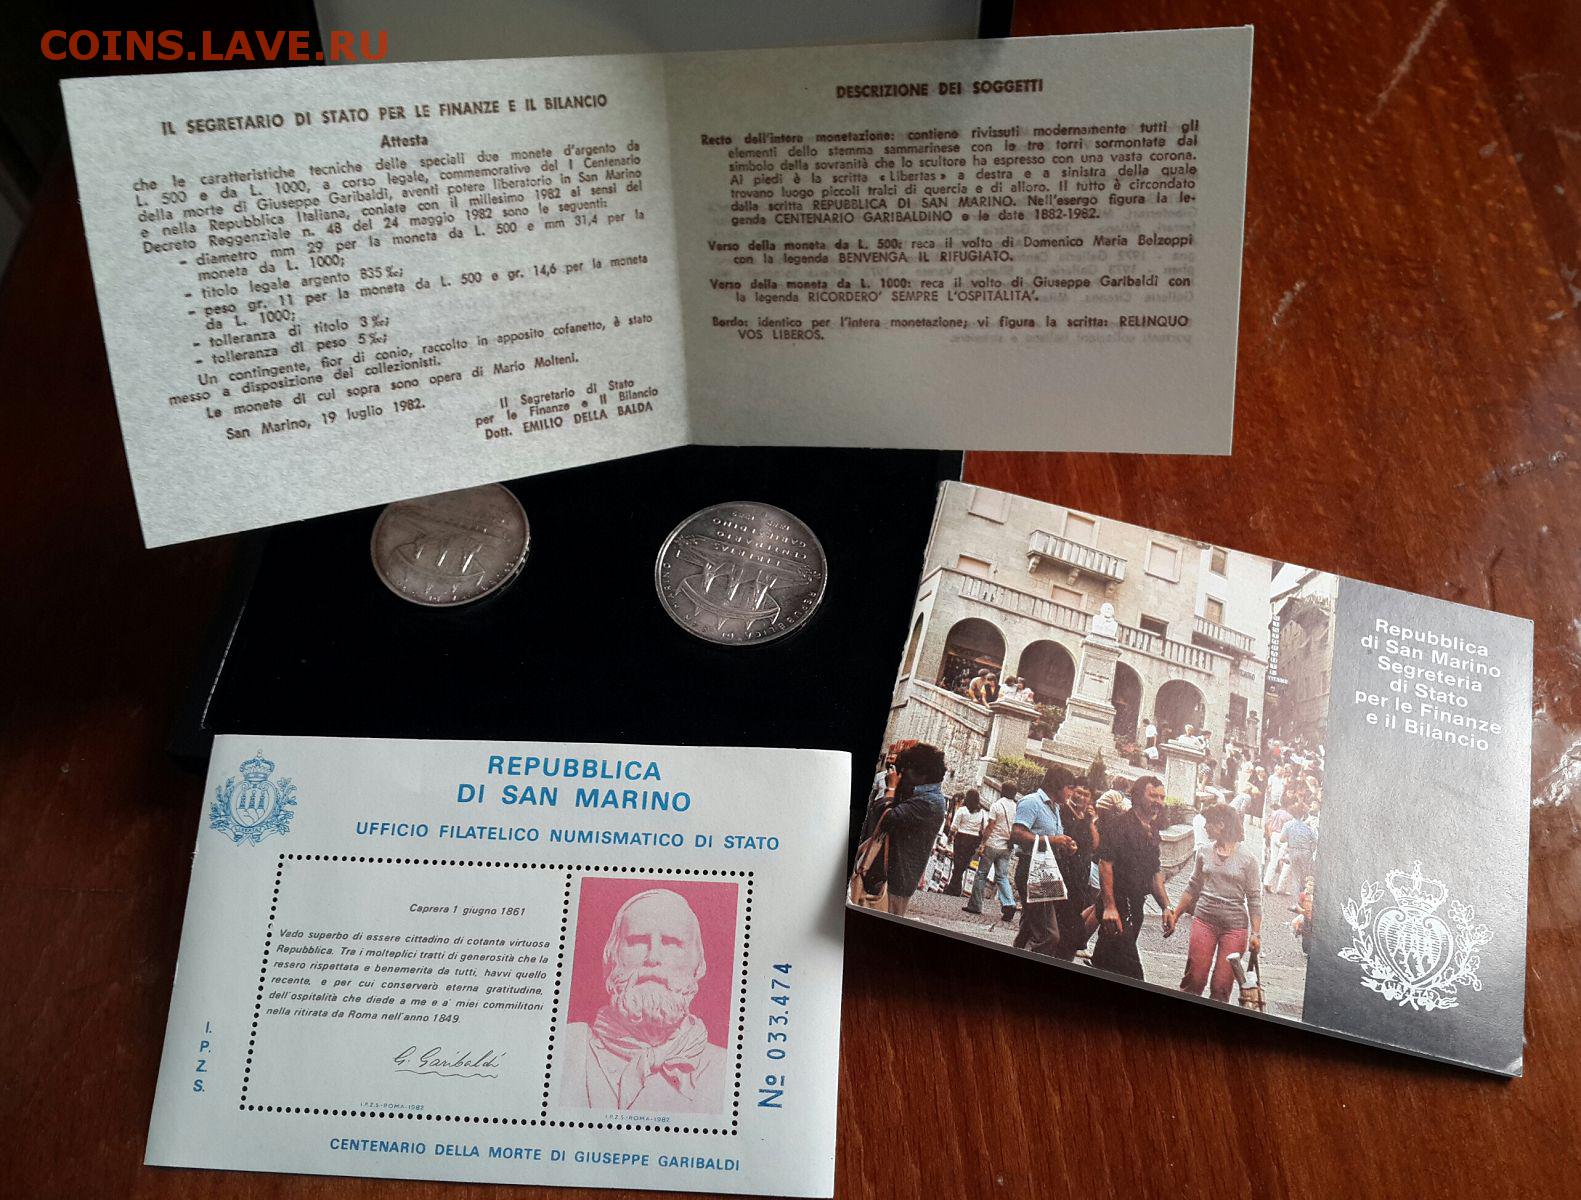 COINS.LAVE.RU
IL SEGRETARIO DI STATO PER LE FINANZE E IL BILANCIO
Attesta
che le caratteristiche tecniche delle speciali due monete d'argento da
L. 500 e da L. 1000, a corso legale, commemorative del I Centenario
della morte di Giuseppe Garibaldi, aventi potere liberatorio in San Marino
e nella Repubblica Italiana, coniate con il millesimo 1982 ai sensi del
Decreto Reggenziale n. 48 del 24 maggio 1982 sono le seguenti:
- diametro mm 29 per la moneta da L. 500 e mm 31,4 per la
moneta da L. 1000;
- titolo legale argento 835‰;
- peso gr. 11 per la moneta da L. 500 e gr. 14,6 per la moneta
da L. 1000;
- tolleranza di titolo 3‰;
- tolleranza di peso 5‰;
Un contingente, fior di conio, raccolto in apposito cofanetto, è stato
messo a disposizione dei collezionisti.
Le monete di cui sopra sono opera di Mario Molteni.
San Marino, 19 luglio 1982.
Il Segretario di Stato
per le Finanze e il Bilancio
Dott. EMILIO DELLA BALDA
DESCRIZIONE DEI SOGGETTI
Recto dell'intera monetazione: contiene rivissuti modernamente tutti gli
elementi dello stemma sammarinese con le tre torri sormontate dal
simbolo della sovranità che lo scultore ha espresso con una vasta corona.
Ai piedi è la scritta «Libertas» a destra e a sinistra della quale
trovano luogo piccoli tralci di quercia e di alloro. Il tutto è circondato
dalla scritta REPUBBLICA DI SAN MARINO. Nell'esergo figura la le-
genda CENTENARIO GARIBALDINO e le date 1882-1982.
Verso della moneta da L. 500: reca il volto di Domenico Maria Belzoppi
con la legenda BENVENGA IL RIFUGIATO.
Verso della moneta da L. 1000: reca il volto di Giuseppe Garibaldi con
la legenda RICORDERO' SEMPRE L'OSPITALITA'.
Bordo: identico per l'intera monetazione; vi figura la scritta: RELINQUO
VOS LIBEROS.
REPUBBLICA DI SAN MARINO
LIBERTAS
CENTENARIO
GARIBALDINO
1882 1982
Repubblica
di San Marino
Segreteria
di Stato
per le Finanze
e il Bilancio
LIBERTAS
REPUBBLICA
DI SAN MARINO
UFFICIO FILATELICO NUMISMATICO DI STATO
LIBERTAS
Caprera 1 giugno 1861
Vado superbo di essere cittadino di cotanta virtuosa
Repubblica. Tra i molteplici tratti di generosità che la
resero rispettata e benemerita da tutti, havvi quello
recente, e per cui conserverò eterna gratitudine,
dell'ospitalità che diede a me e a' miei commilitoni
nella ritirata da Roma nell'anno 1849.
G. Garibaldi
I.P.Z.S.-ROMA-1982
I.P.Z.S.-ROMA-1982
I.
P.
Z.
S.
No 033.474
CENTENARIO DELLA MORTE DI GIUSEPPE GARIBALDI